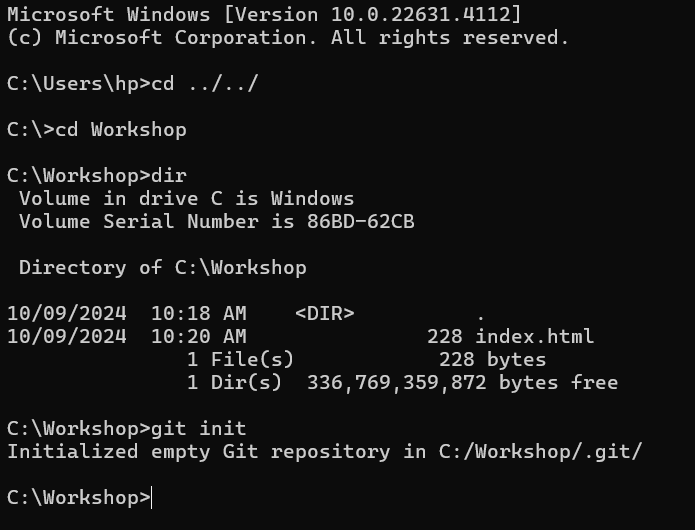 Microsoft Windows [Version 10.0.22631.4112]
(c) Microsoft Corporation. All rights reserved.
C:\Users\hp>cd ../../
C:\>cd Workshop
C:\Workshop>dir
 Volume in drive C is Windows
 Volume Serial Number is 86BD-62CB
 Directory of C:\Workshop
10/09/2024  10:18 AM    <DIR>          .
10/09/2024  10:20 AM               228 index.html
               1 File(s)            228 bytes
               1 Dir(s)  336,769,359,872 bytes free
C:\Workshop>git init
Initialized empty Git repository in C:/Workshop/.git/
C:\Workshop>